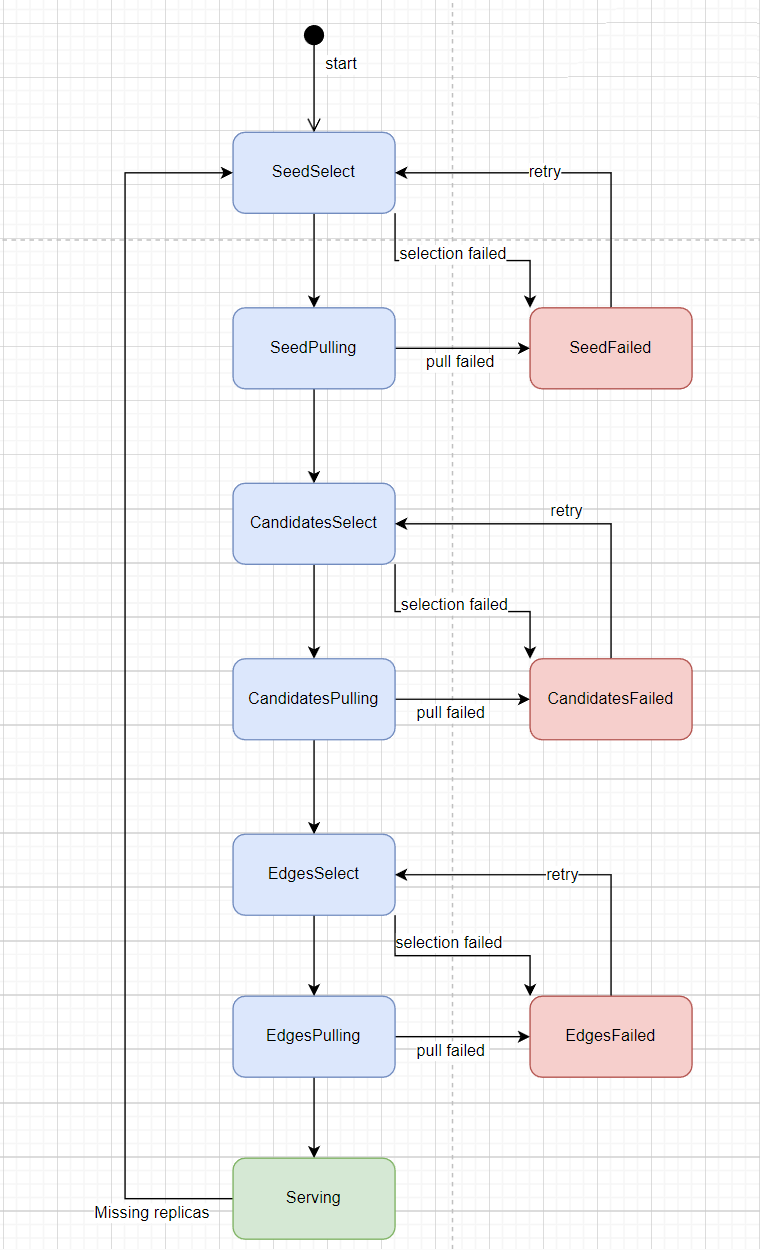 start
SeedSelect
retry
selection failed
SeedPulling
SeedFailed
pull failed
retry
CandidatesSelect
selection failed
CandidatesPulling
CandidatesFailed
pull failed
EdgesSelect
retry
selection failed
EdgesPulling
EdgesFailed
pull failed
Serving
Missing replicas